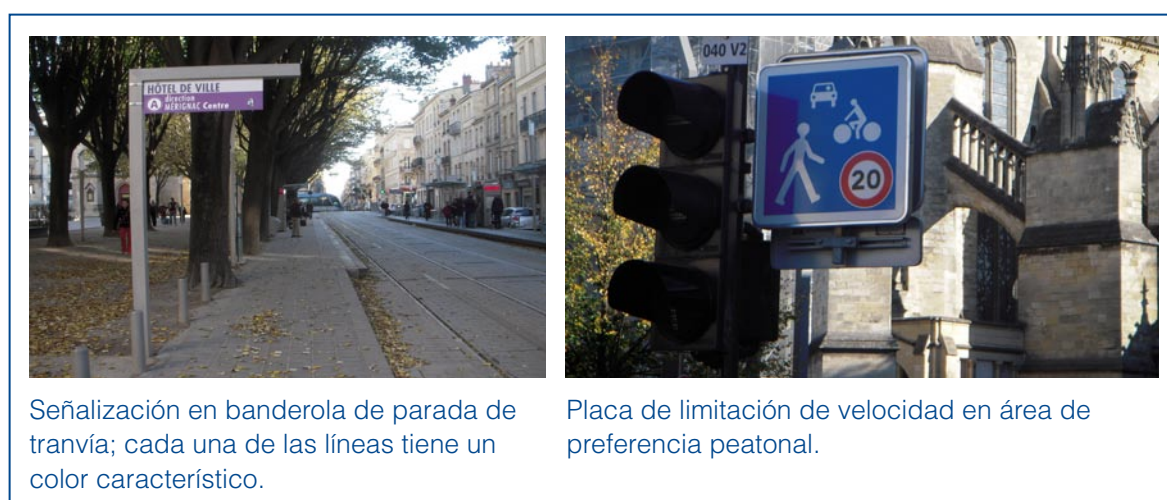 HÔTEL DE VILLE
A direction
MÉRIGNAC Centre
040 V2
20
Señalización en banderola de parada de
tranvía; cada una de las líneas tiene un
color característico.
Placa de limitación de velocidad en área de
preferencia peatonal.